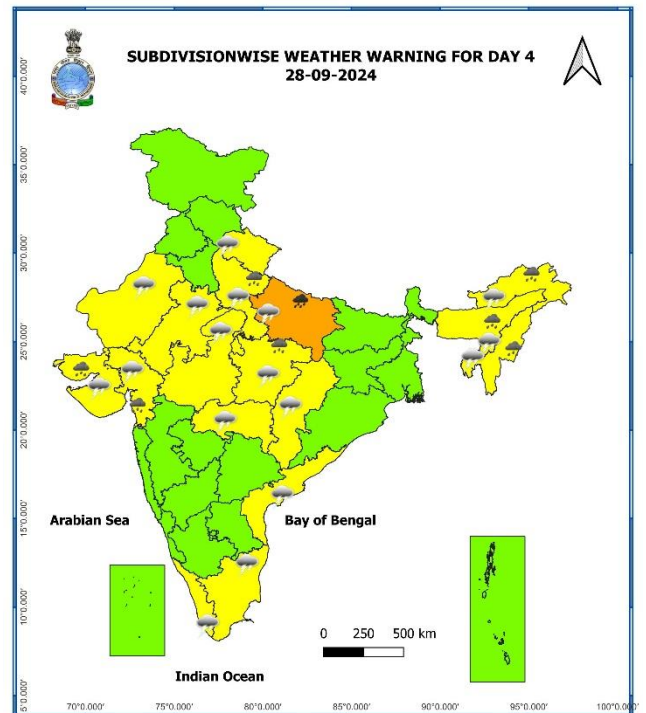 SUBDIVISIONWISE WEATHER WARNING FOR DAY 4
28-09-2024
40°0.000'
35°0.000'
30°0.000'
25°0.000'
20°0.000'
15°0.000'
10°0.000'
5°0.000'
Arabian Sea
Bay of Bengal
0 250 500 km
Indian Ocean
70°0.000' 75°0.000' 80°0.000' 85°0.000' 90°0.000' 95°0.000' 100°0.000'